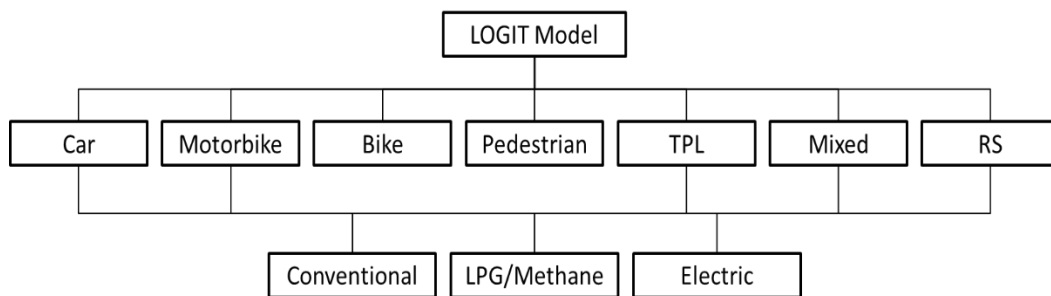 LOGIT Model
Car Motorbike Bike Pedestrian TPL Mixed RS
Conventional LPG/Methane Electric